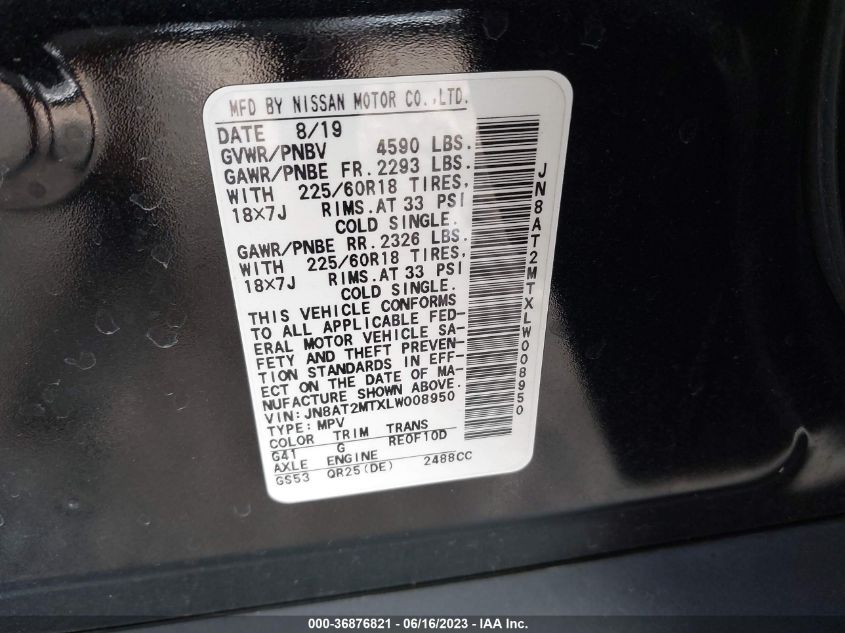 MFD BY NISSAN MOTOR CO.,LTD.
DATE 8/19
GVWR/PNBV 4590 LBS.
GAWR/PNBE FR. 2293 LBS.
WITH 225/60R18 TIRES,
18X7J RIMS.AT 33 PSI
COLD SINGLE.
GAWR/PNBE RR. 2326 LBS.
WITH 225/60R18 TIRES,
18X7J RIMS.AT 33 PSI
COLD SINGLE.
THIS VEHICLE CONFORMS
TO ALL APPLICABLE FED-
ERAL MOTOR VEHICLE SA-
FETY AND THEFT PREVEN-
TION STANDARDS IN EFF-
ECT ON THE DATE OF MA-
NUFACTURE SHOWN ABOVE.
VIN: JN8AT2MTXLW008950
TYPE: MPV
COLOR TRIM TRANS
G41 G RE0F10D
AXLE ENGINE
GS53 QR25(DE) 2488CC
JN8AT2MTXLW008950
000-36876821 - 06/16/2023 - IAA Inc.